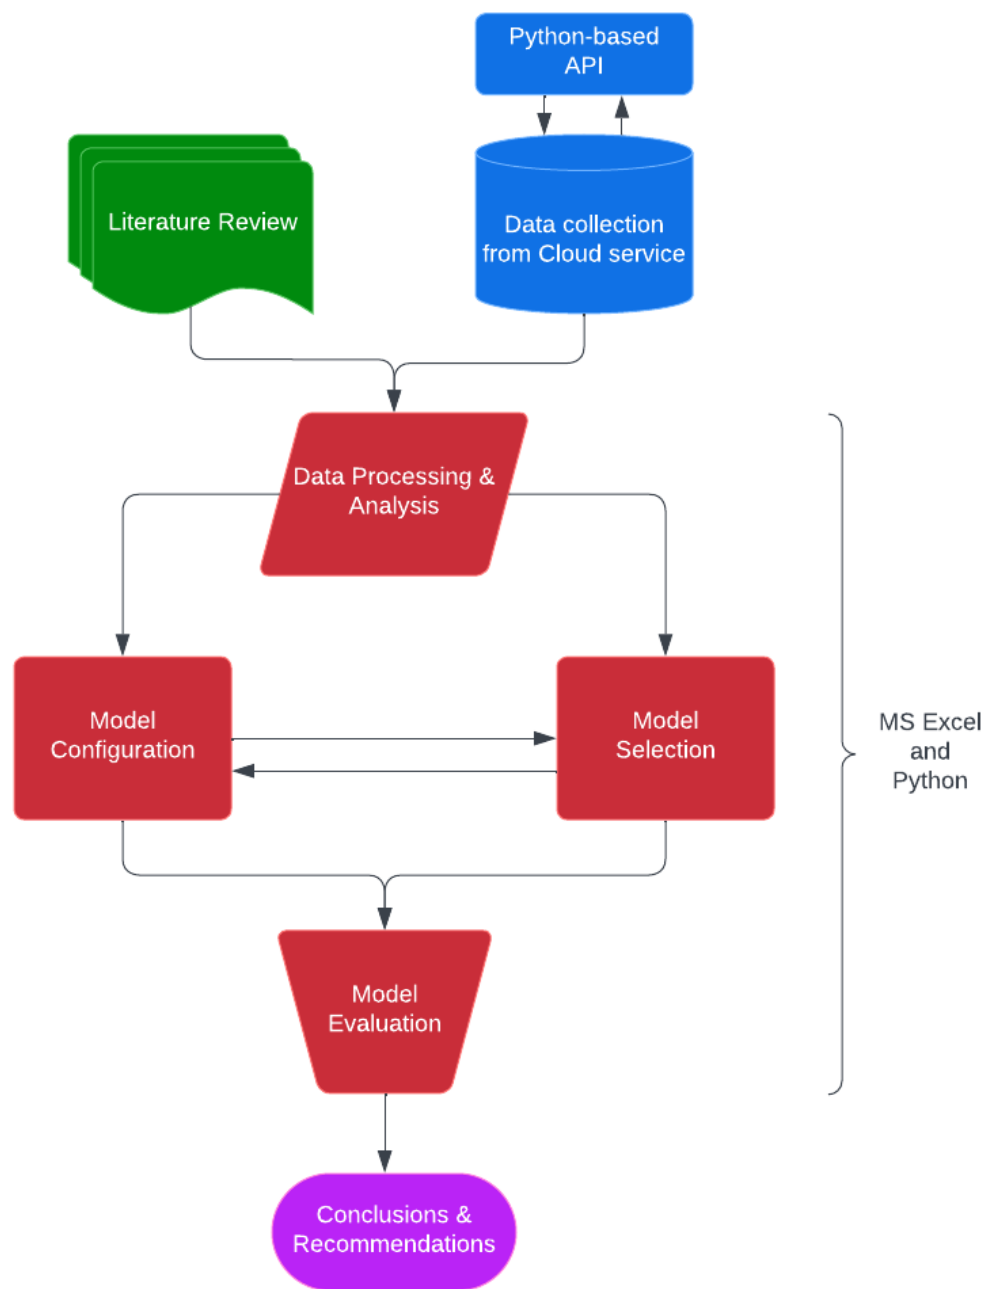 Python-based
API
Literature Review
Data collection
from Cloud service
Data Processing &
Analysis
Model
Configuration
Model
Selection
MS Excel
and
Python
Model
Evaluation
Conclusions &
Recommendations